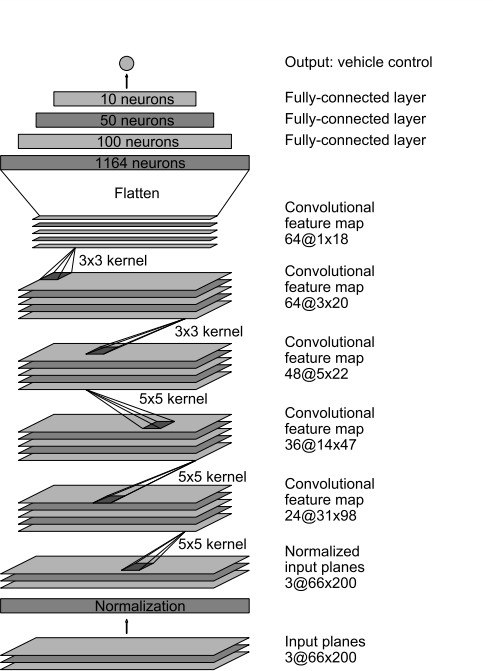 Output: vehicle control
10 neurons
Fully-connected layer
50 neurons
Fully-connected layer
100 neurons
Fully-connected layer
1164 neurons
Flatten
Convolutional
feature map
64@1x18
3x3 kernel
Convolutional
feature map
64@3x20
3x3 kernel
Convolutional
feature map
48@5x22
5x5 kernel
Convolutional
feature map
36@14x47
5x5 kernel
Convolutional
feature map
24@31x98
5x5 kernel
Normalized
input planes
3@66x200
Normalization
Input planes
3@66x200